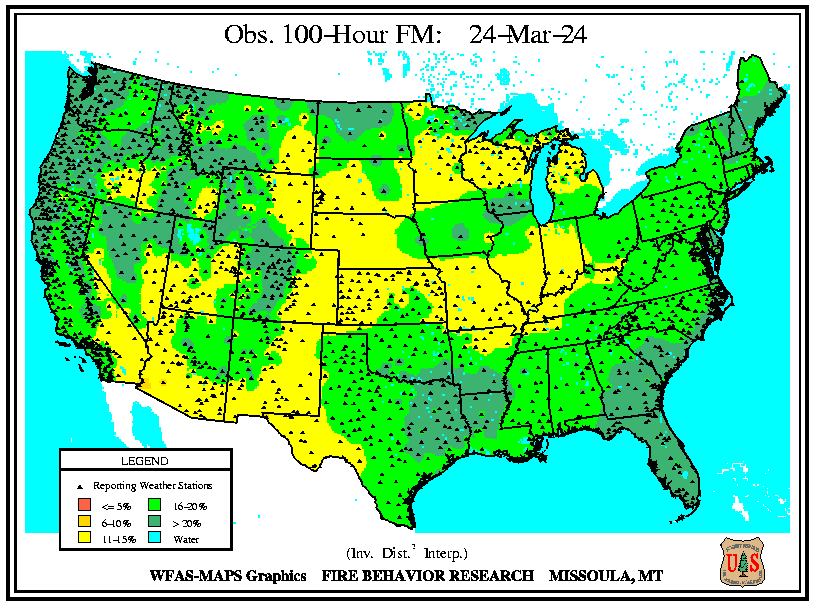 Obs. 100-Hour FM: 24-Mar-24
LEGEND
Reporting Weather Stations
<= 5%
16-20%
6-10%
> 20%
11-15%
Water
(Inv. Dist.² Interp.)
WFAS-MAPS Graphics FIRE BEHAVIOR RESEARCH MISSOULA, MT
U S